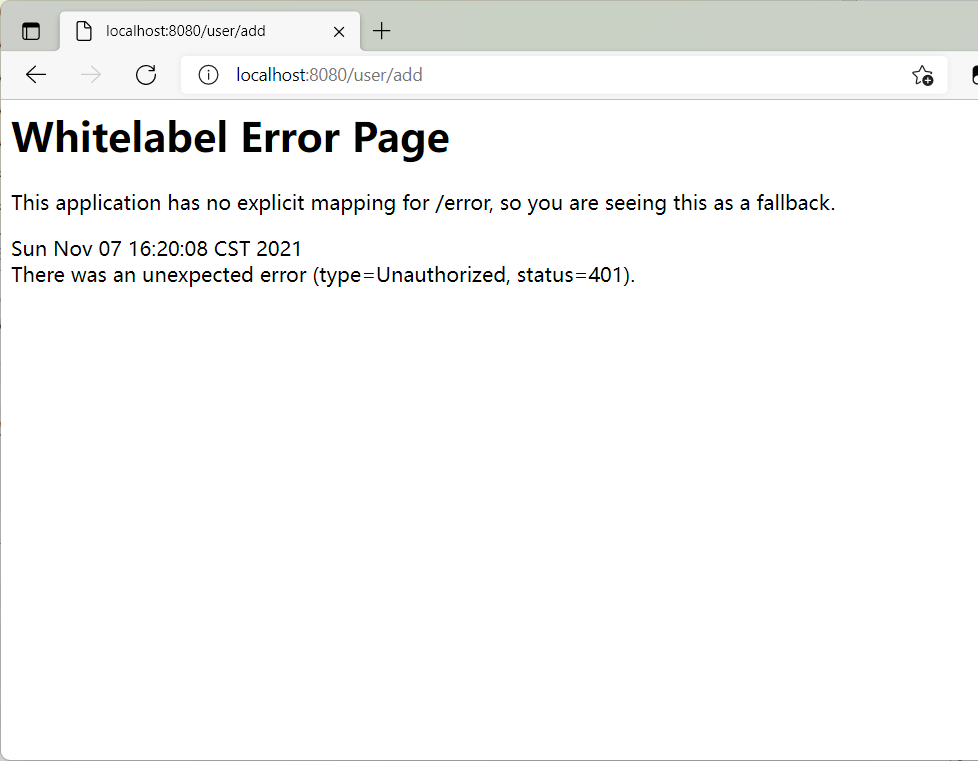 localhost:8080/user/add
localhost:8080/user/add
Whitelabel Error Page
This application has no explicit mapping for /error, so you are seeing this as a fallback.
Sun Nov 07 16:20:08 CST 2021
There was an unexpected error (type=Unauthorized, status=401).